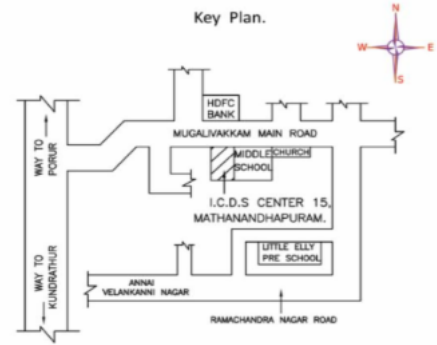 Key Plan.
N
W
E
S
HDFC
BANK
MUGALIVAKKAM MAIN ROAD
WAY TO
PORUR
MIDDLE
SCHOOL
CHURCH
I.C.D.S CENTER 15,
MATHANANDHAPURAM.
WAY TO
KUNDRATHUR
LITTLE ELLY
PRE SCHOOL
ANNAI
VELANKANNI NAGAR
RAMACHANDRA NAGAR ROAD